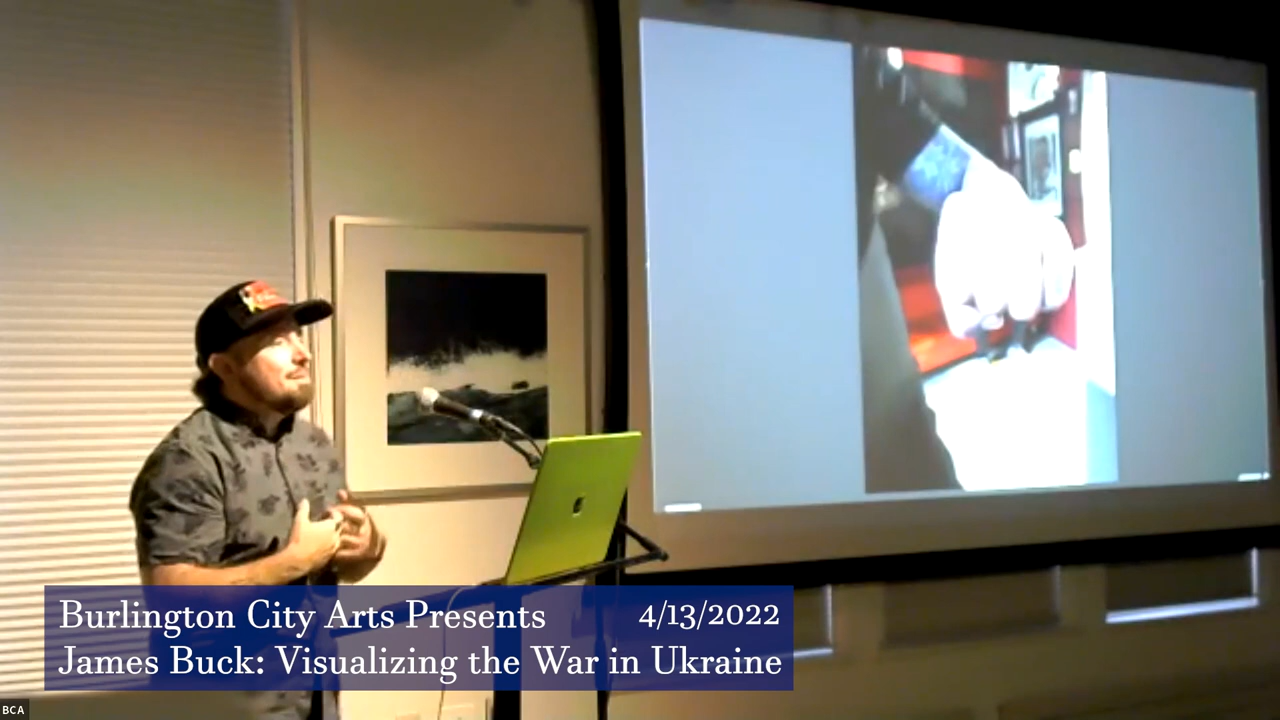 Burlington City Arts Presents 4/13/2022
James Buck: Visualizing the War in Ukraine
BCA